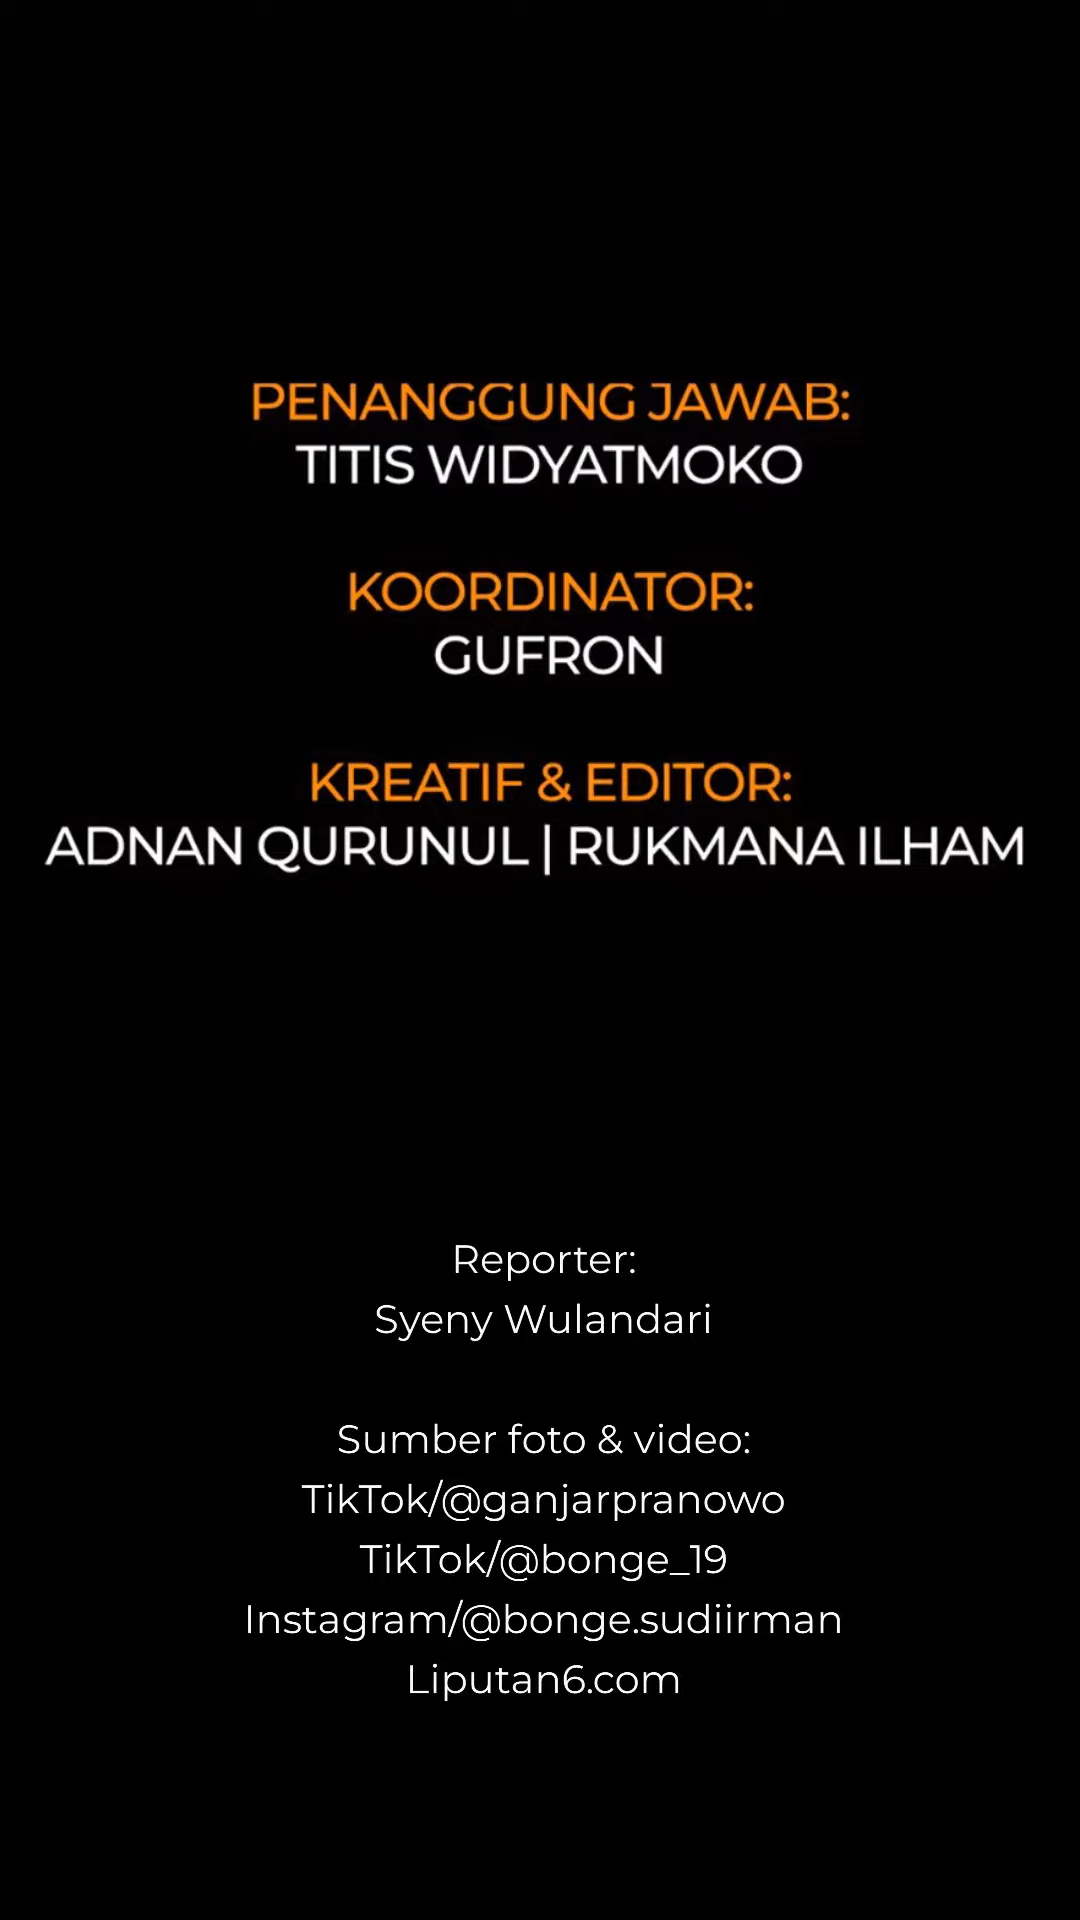 PENANGGUNG JAWAB:
TITIS WIDYATMOKO
KOORDINATOR:
GUFRON
KREATIF & EDITOR:
ADNAN QURUNUL | RUKMANA ILHAM
Reporter:
Syeny Wulandari
Sumber foto & video:
TikTok/@ganjarpranowo
TikTok/@bonge_19
Instagram/@bonge.sudiirman
Liputan6.com